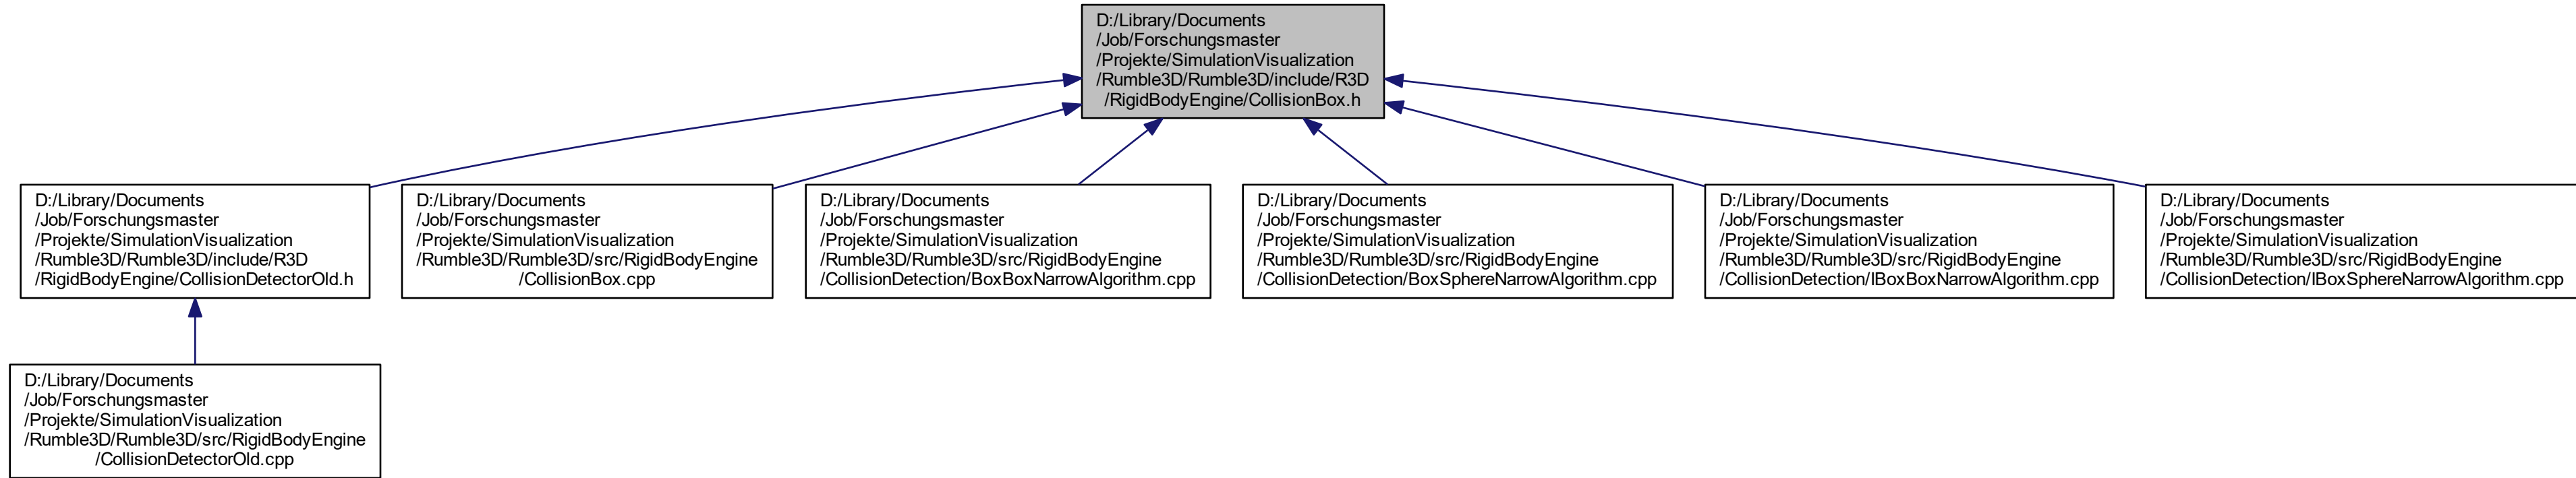 D:/Library/Documents
/Job/Forschungsmaster
/Projekte/SimulationVisualization
/Rumble3D/Rumble3D/include/R3D
/RigidBodyEngine/CollisionBox.h
D:/Library/Documents
/Job/Forschungsmaster
/Projekte/SimulationVisualization
/Rumble3D/Rumble3D/include/R3D
/RigidBodyEngine/CollisionDetectorOld.h
D:/Library/Documents
/Job/Forschungsmaster
/Projekte/SimulationVisualization
/Rumble3D/Rumble3D/src/RigidBodyEngine
/CollisionBox.cpp
D:/Library/Documents
/Job/Forschungsmaster
/Projekte/SimulationVisualization
/Rumble3D/Rumble3D/src/RigidBodyEngine
/CollisionDetection/BoxBoxNarrowAlgorithm.cpp
D:/Library/Documents
/Job/Forschungsmaster
/Projekte/SimulationVisualization
/Rumble3D/Rumble3D/src/RigidBodyEngine
/CollisionDetection/BoxSphereNarrowAlgorithm.cpp
D:/Library/Documents
/Job/Forschungsmaster
/Projekte/SimulationVisualization
/Rumble3D/Rumble3D/src/RigidBodyEngine
/CollisionDetection/IBoxBoxNarrowAlgorithm.cpp
D:/Library/Documents
/Job/Forschungsmaster
/Projekte/SimulationVisualization
/Rumble3D/Rumble3D/src/RigidBodyEngine
/CollisionDetection/IBoxSphereNarrowAlgorithm.cpp
D:/Library/Documents
/Job/Forschungsmaster
/Projekte/SimulationVisualization
/Rumble3D/Rumble3D/src/RigidBodyEngine
/CollisionDetectorOld.cpp